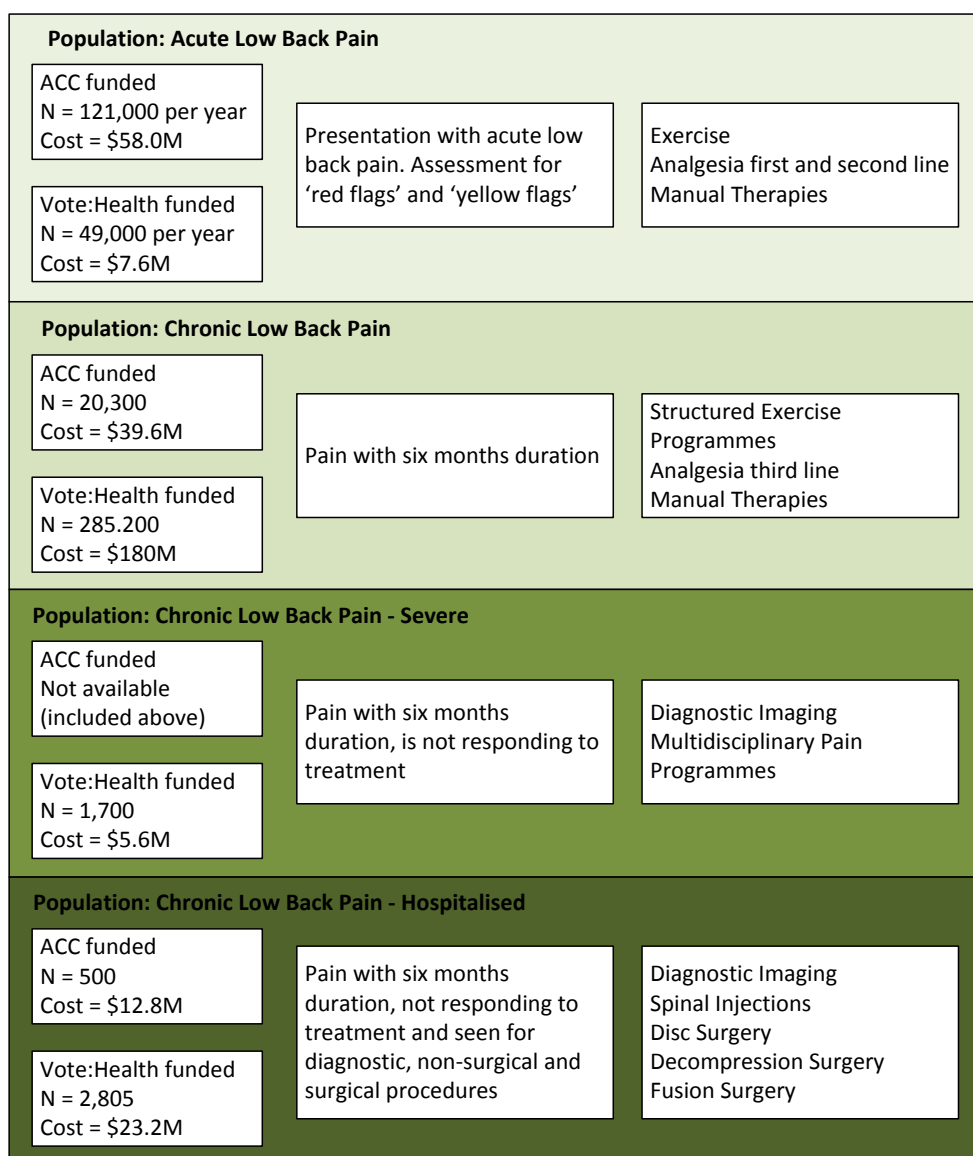 Population: Acute Low Back Pain
ACC funded
N = 121,000 per year
Cost = $58.0M
Vote:Health funded
N = 49,000 per year
Cost = $7.6M
Presentation with acute low
back pain. Assessment for
‘red flags’ and ‘yellow flags’
Exercise
Analgesia first and second line
Manual Therapies
Population: Chronic Low Back Pain
ACC funded
N = 20,300
Cost = $39.6M
Vote:Health funded
N = 285.200
Cost = $180M
Pain with six months duration
Structured Exercise
Programmes
Analgesia third line
Manual Therapies
Population: Chronic Low Back Pain - Severe
ACC funded
Not available
(included above)
Vote:Health funded
N = 1,700
Cost = $5.6M
Pain with six months
duration, is not responding to
treatment
Diagnostic Imaging
Multidisciplinary Pain
Programmes
Population: Chronic Low Back Pain - Hospitalised
ACC funded
N = 500
Cost = $12.8M
Vote:Health funded
N = 2,805
Cost = $23.2M
Pain with six months
duration, not responding to
treatment and seen for
diagnostic, non-surgical and
surgical procedures
Diagnostic Imaging
Spinal Injections
Disc Surgery
Decompression Surgery
Fusion Surgery